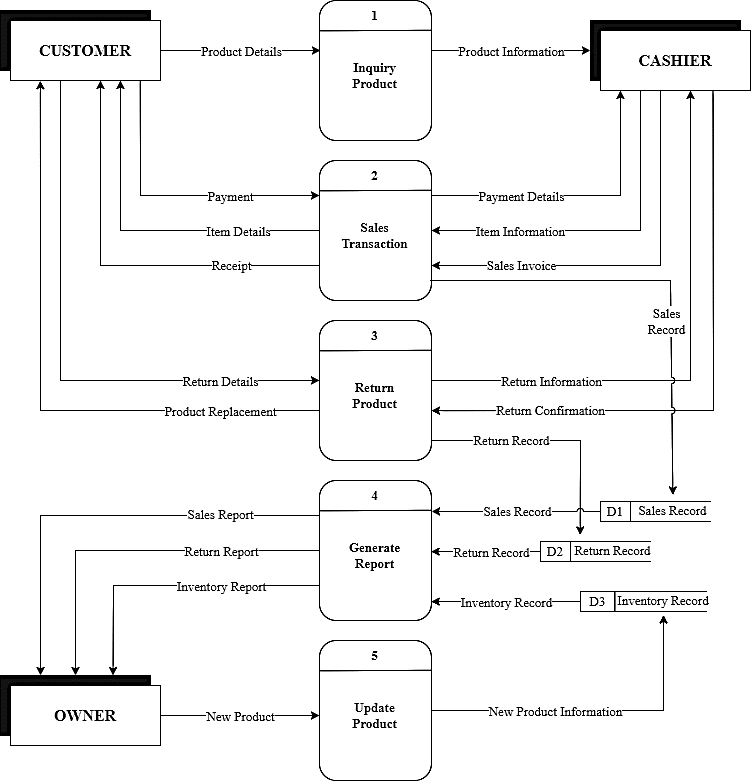 1
CUSTOMER
Product Details
Product Information
CASHIER
Inquiry
Product
2
Payment
Payment Details
Sales
Transaction
Item Details
Item Information
Receipt
Sales Invoice
Sales
Record
3
Return Details
Return
Product
Return Information
Product Replacement
Return Confirmation
Return Record
4
Sales Report
Sales Record
D1 Sales Record
Generate
Report
Return Report
Return Record
D2 Return Record
Inventory Report
Inventory Record
D3 Inventory Record
5
OWNER
New Product
Update
Product
New Product Information